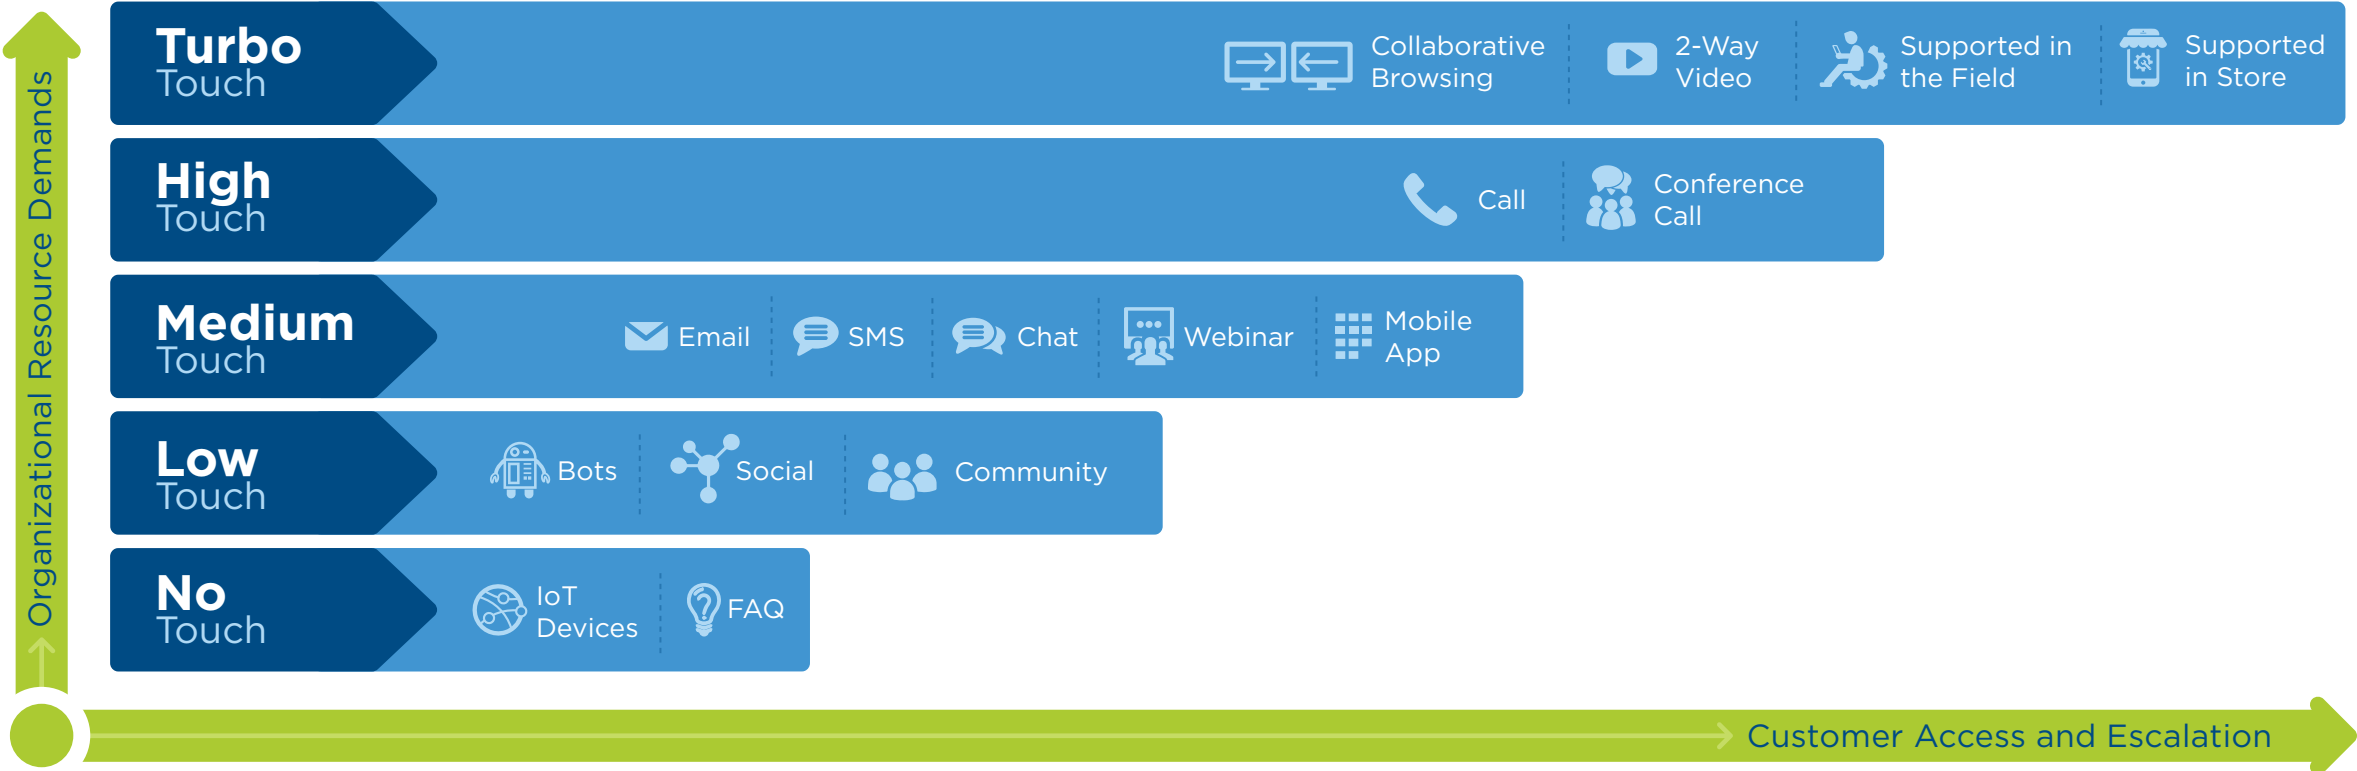 Organizational Resource Demands
Turbo
Touch
Collaborative
Browsing
2-Way
Video
Supported in
the Field
Supported
in Store
High
Touch
Call
Conference
Call
Medium
Touch
Email
SMS
Chat
Webinar
Mobile
App
Low
Touch
Bots
Social
Community
No
Touch
IoT
Devices
FAQ
Customer Access and Escalation